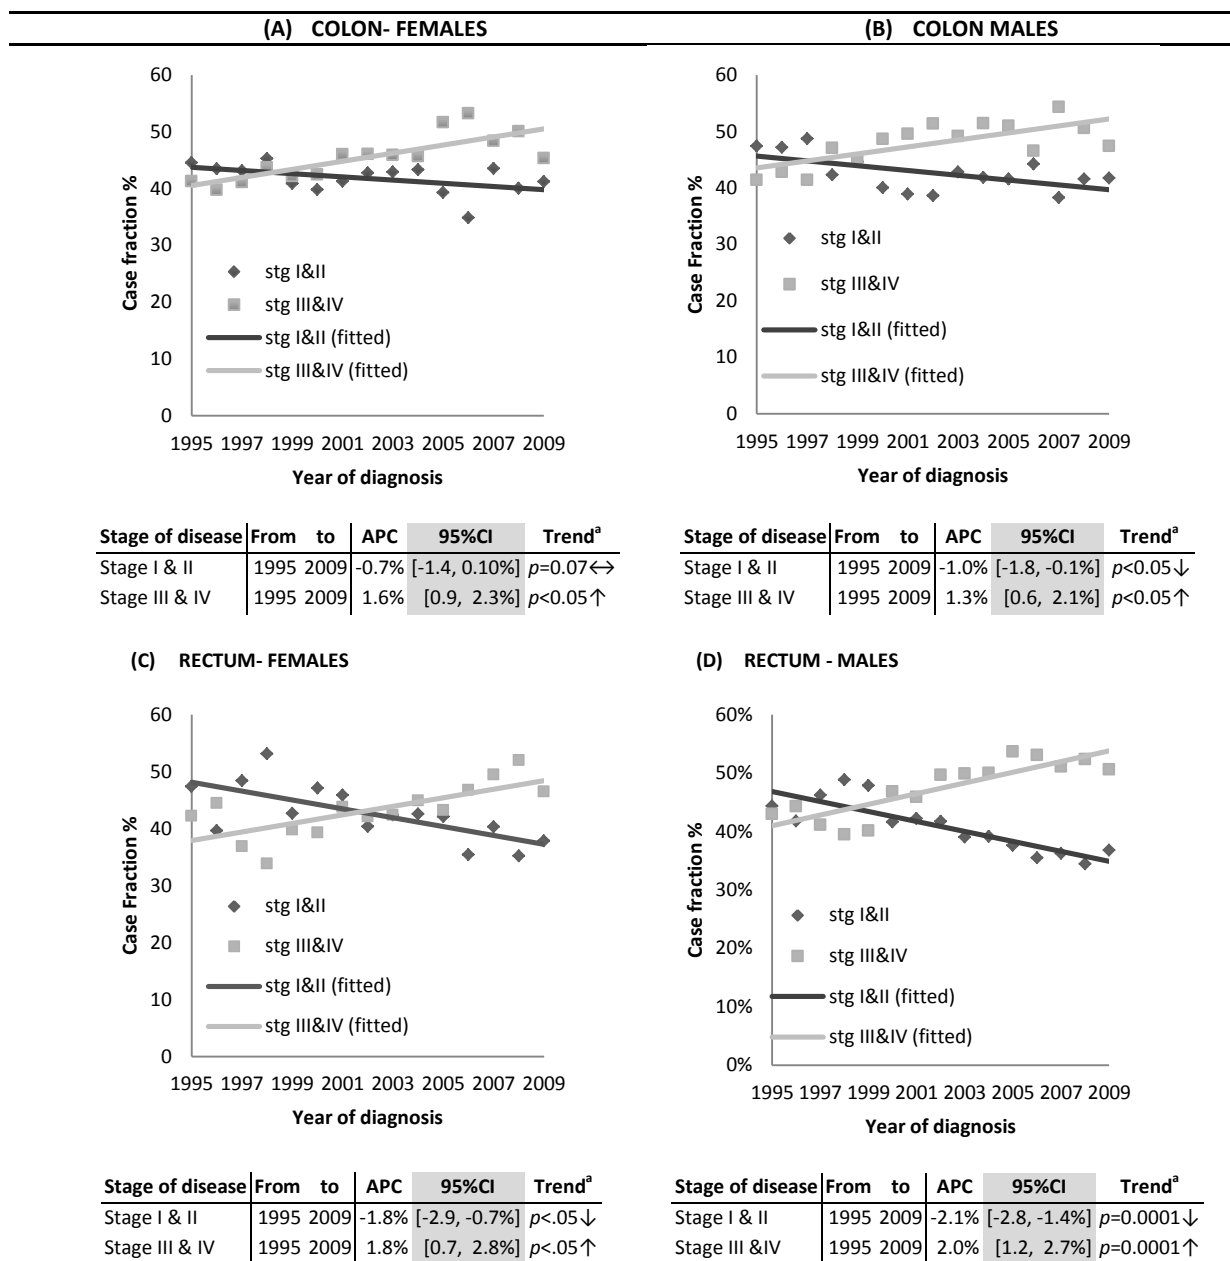 (A) COLON- FEMALES
(B) COLON MALES
Case fraction %
60
50
40
30
20
10
0
stg I&II
stg III&IV
stg I&II (fitted)
stg III&IV (fitted)
1995 1997 1999 2001 2003 2005 2007 2009
Year of diagnosis
Case Fraction %
60
50
40
30
20
10
0
stg I&II
stg III&IV
stg I&II (fitted)
stg III&IV (fitted)
1995 1997 1999 2001 2003 2005 2007 2009
Year of diagnosis
Stage of disease From to APC 95%CI Trendᵃ
Stage I & II 1995 2009 -0.7% [-1.4, 0.10%] p=0.07↔
Stage III & IV 1995 2009 1.6% [0.9, 2.3%] p<0.05↑
Stage of disease From to APC 95%CI Trendᵃ
Stage I & II 1995 2009 -1.0% [-1.8, -0.1%] p<0.05↓
Stage III & IV 1995 2009 1.3% [0.6, 2.1%] p<0.05↑
(C) RECTUM- FEMALES
(D) RECTUM - MALES
Case Fraction %
60
50
40
30
20
10
0
stg I&II
stg III&IV
stg I&II (fitted)
stg III&IV (fitted)
1995 1997 1999 2001 2003 2005 2007 2009
Year of diagnosis
Case fraction %
60%
50%
40%
30%
20%
10%
0%
stg I&II
stg III&IV
stg I&II (fitted)
stg III&IV (fitted)
1995 1997 1999 2001 2003 2005 2007 2009
Year of diagnosis
Stage of disease From to APC 95%CI Trendᵃ
Stage I & II 1995 2009 -1.8% [-2.9, -0.7%] p<.05↓
Stage III & IV 1995 2009 1.8% [0.7, 2.8%] p<.05↑
Stage of disease From to APC 95%CI Trendᵃ
Stage I & II 1995 2009 -2.1% [-2.8, -1.4%] p=0.0001↓
Stage III &IV 1995 2009 2.0% [1.2, 2.7%] p=0.0001↑